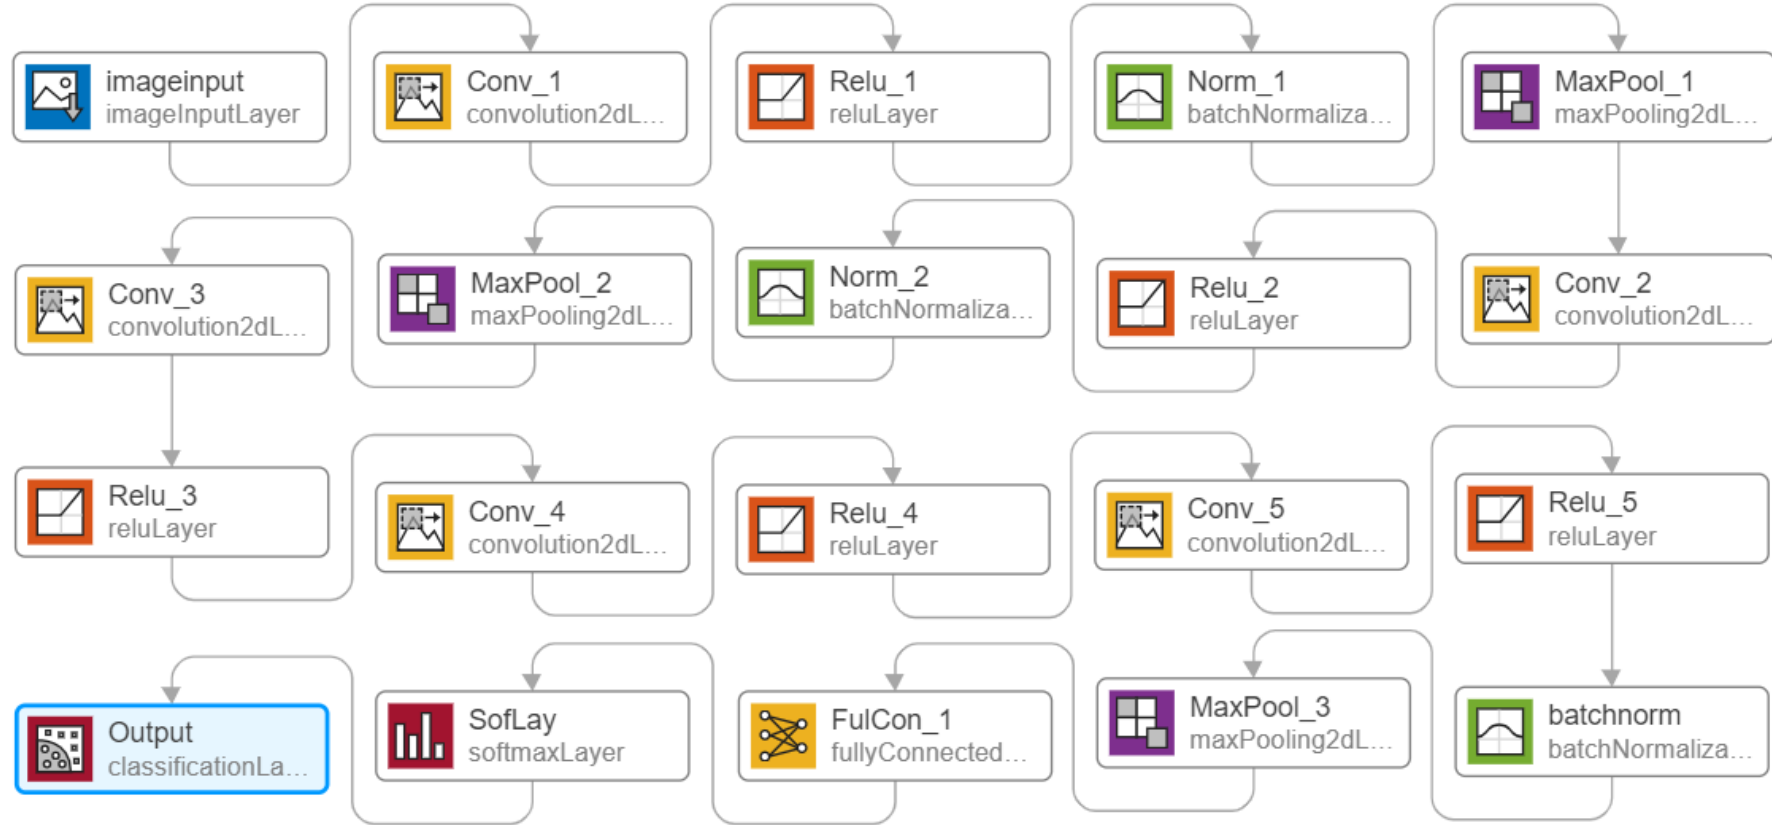 imageinput
imageInputLayer
Conv_1
convolution2dL...
Relu_1
reluLayer
Norm_1
batchNormaliza...
MaxPool_1
maxPooling2dL...
Conv_3
convolution2dL...
MaxPool_2
maxPooling2dL...
Norm_2
batchNormaliza...
Relu_2
reluLayer
Conv_2
convolution2dL...
Relu_3
reluLayer
Conv_4
convolution2dL...
Relu_4
reluLayer
Conv_5
convolution2dL...
Relu_5
reluLayer
Output
classificationLa...
SofLay
softmaxLayer
FulCon_1
fullyConnected...
MaxPool_3
maxPooling2dL...
batchnorm
batchNormaliza...